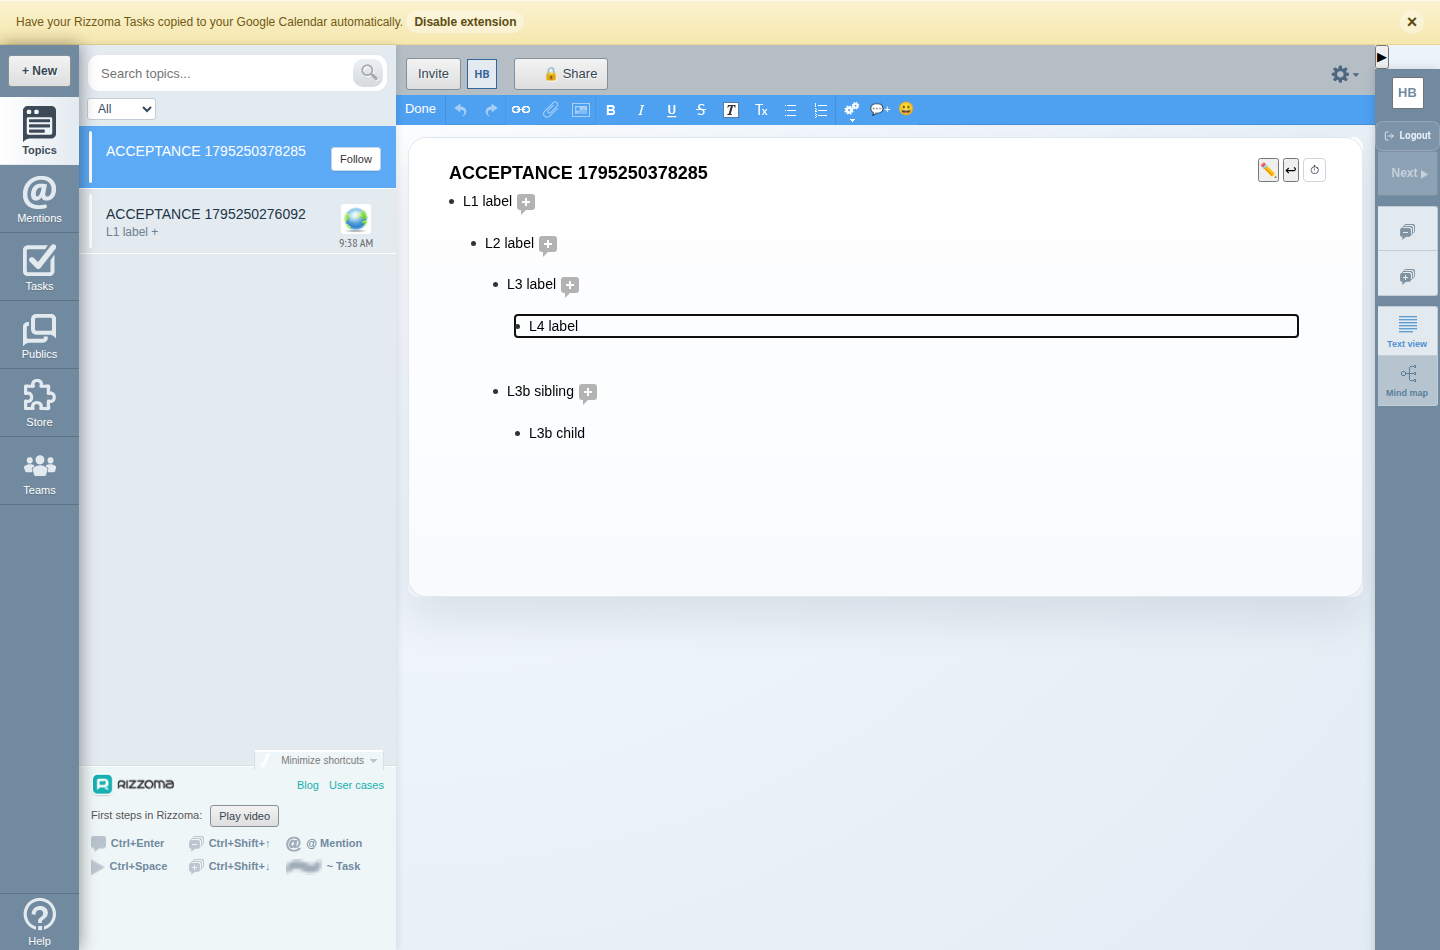 Have your Rizzoma Tasks copied to your Google Calendar automatically. Disable extension ✕
+ New
Search topics...
All
Topics
Mentions
Tasks
Publics
Store
Teams
Help
ACCEPTANCE 1795250378285
Follow
ACCEPTANCE 1795250276092
L1 label +
9:38 AM
Minimize shortcuts
RIZZOMA
Blog User cases
First steps in Rizzoma: Play video
Ctrl+Enter Ctrl+Shift+↑ @ Mention
Ctrl+Space Ctrl+Shift+↓ ~ Task
Invite HB 🔒 Share
Done B I U S T Tx
ACCEPTANCE 1795250378285
L1 label
L2 label
L3 label
L4 label
L3b sibling
L3b child
HB
Logout
Next ▶
Text view
Mind map